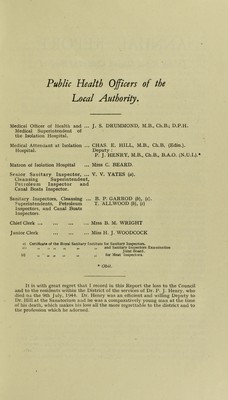 Public Health Officers of the
Local Authority.
Medical Officer of Health and ... J. S. DRUMMOND, M.B., Ch.B.; D.P.H.
Medical Superintendent of
the Isolation Hospital.
Medical Attendant at Isolation ... CHAS. E. HILL, M.B., Ch.B. (Edin.).
Hospital. Deputy:
P. J. HENRY, M.B., Ch.B., B.A.O. (N.U.I.).*
Matron of Isolation Hospital ... Miss C. BEARD.
Senior Sanitary Inspector, ... V. V. YATES (a).
Cleansing Superintendent,
Petroleum Inspector and
Canal Boats Inspector.
Sanitary Inspectors, Cleansing ... B. P. GARROD (b), (c).
Superintendents, Petroleum T. ALLWOOD (b), (c)
Inspectors, and Canal Boats
Inspectors.
Chief Clerk ... ... ... ... Miss B. M. WRIGHT
Junior Clerk ... ... ... ... Miss H. J. WOODCOCK
a) Certificate of the Royal Sanitary Institute for Sanitary Inspectors.
and Sanitary Inspectors Examination
Joint Board.
for Meat Inspectors.
* Obit.
It is with great regret that I record in this Report the loss to the Council
and to the residents within the District of the services of Dr. P. J. Henry, who
died on the 9th July, 1944. Dr. Henry was an efficient and willing Deputy to
Dr. Hill at the Sanatorium and he was a comparatively young man at the time
of his death, which makes his loss all the more regrettable to the district and to
the profession which he adorned.